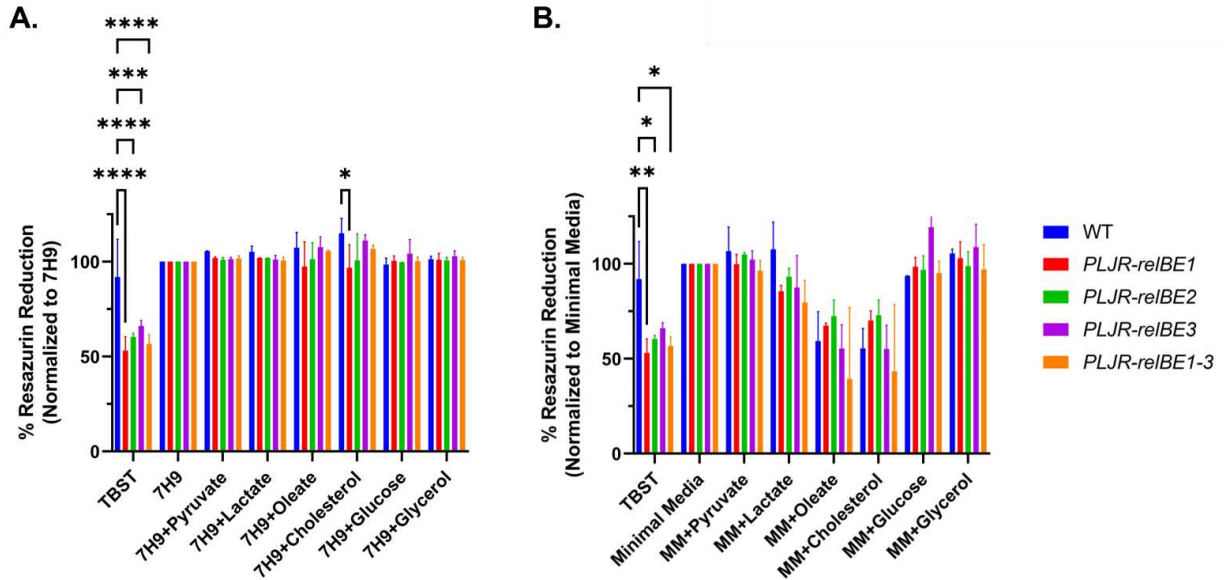 A.
****
***
****
****
*
% Resazurin Reduction
(Normalized to 7H9)
100
50
0
TBST
7H9
7H9+Pyruvate
7H9+Lactate
7H9+Oleate
7H9+Cholesterol
7H9+Glucose
7H9+Glycerol
B.
*
*
**
% Resazurin Reduction
(Normalized to Minimal Media)
100
50
0
TBST
Minimal Media
MM+Pyruvate
MM+Lactate
MM+Oleate
MM+Cholesterol
MM+Glucose
MM+Glycerol
WT
PLJR-relBE1
PLJR-relBE2
PLJR-relBE3
PLJR-relBE1-3